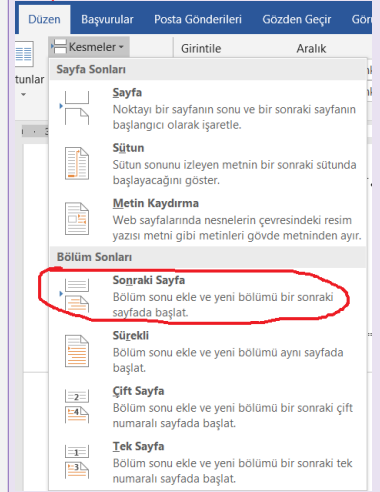 Düzen Başvurular Posta Gönderileri Gözden Geçir
Kesmeler Girintile Aralık
Sayfa Sonları
Sayfa
Noktayı bir sayfanın sonu ve bir sonraki sayfanın
başlangıcı olarak işaretle.
Sütun
Sütun sonunu izleyen metnin bir sonraki sütunda
başlayacağını göster.
Metin Kaydırma
Web sayfalarında nesnelerin çevresindeki resim
yazısı metni gibi metinleri gövde metninden ayır.
Bölüm Sonları
Sonraki Sayfa
Bölüm sonu ekle ve yeni bölümü bir sonraki
sayfada başlat.
Sürekli
Bölüm sonu ekle ve yeni bölümü aynı sayfada
başlat.
Çift Sayfa
Bölüm sonu ekle ve yeni bölümü bir sonraki çift
numaralı sayfada başlat.
Tek Sayfa
Bölüm sonu ekle ve yeni bölümü bir sonraki tek
numaralı sayfada başlat.